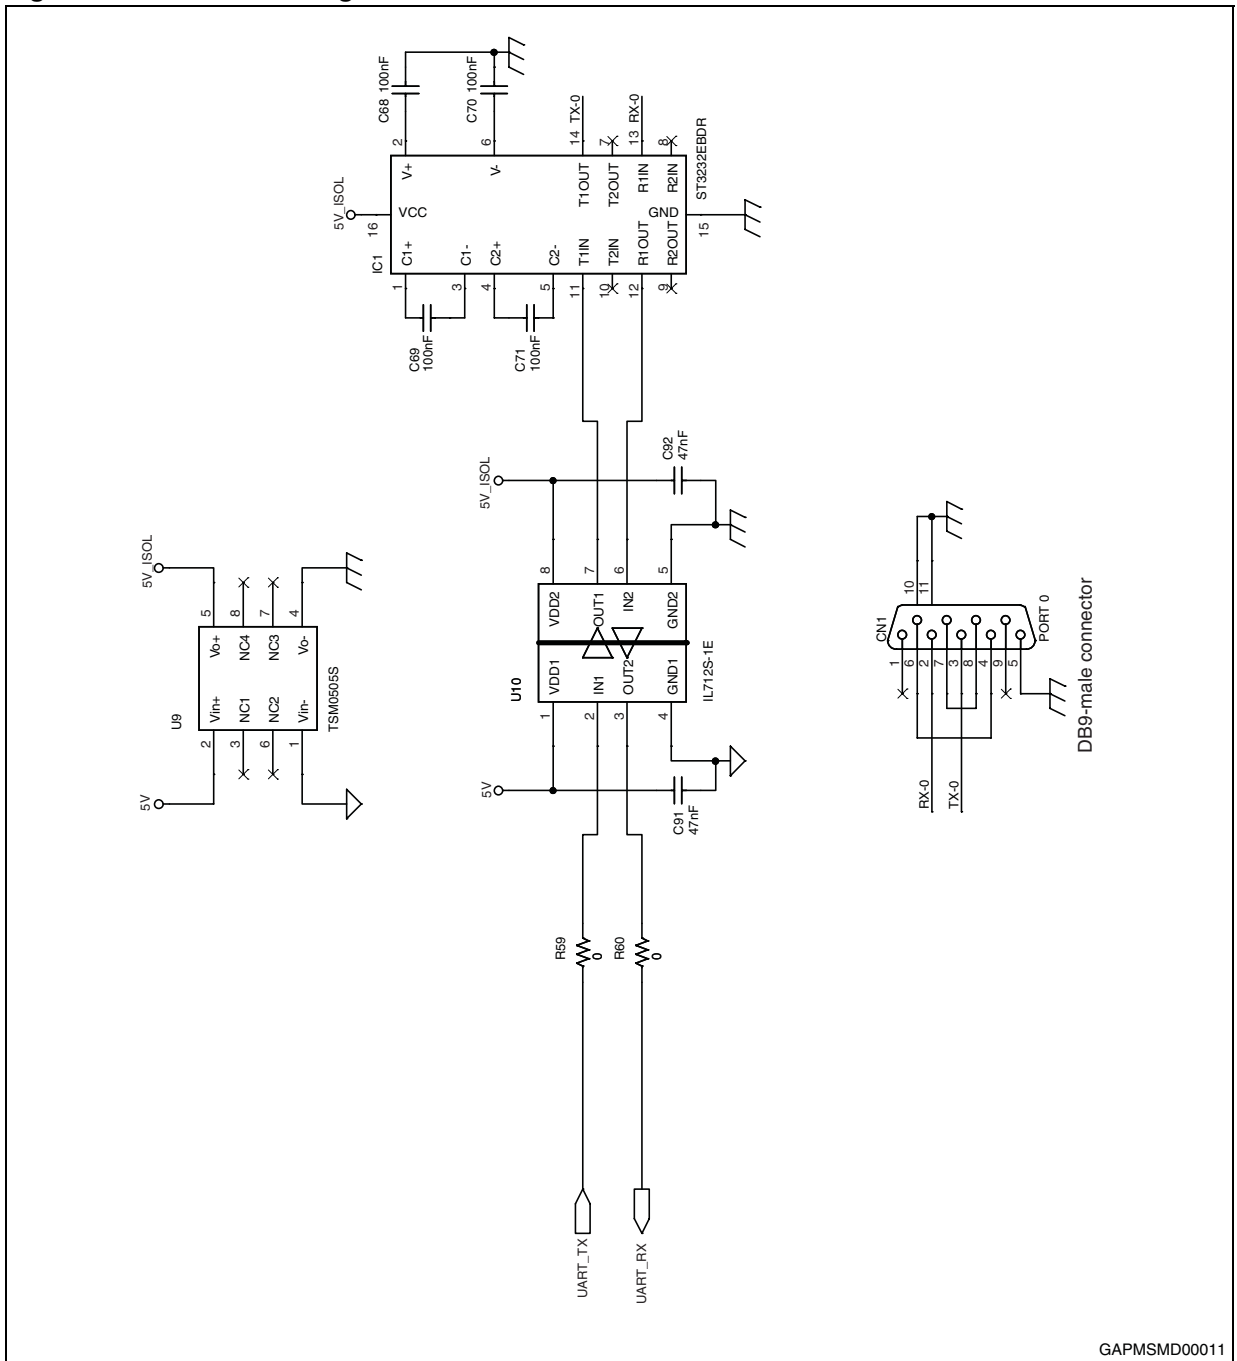 C68 100nF
C70 100nF
2
6
14 TX-0
7
13 RX-0
8
V+
V-
T1OUT
T2OUT
R1IN
R2IN
ST3232EBDR
5V_ISOL
16
VCC
GND
15
IC1
C1+
C1-
C2+
C2-
T1IN
T2IN
R1OUT
R2OUT
1
3
4
5
11
10
12
9
C69
100nF
C71
100nF
5V_ISOL
C92
47nF
8
7
6
5
VDD2
OUT1
IN2
GND2
U10
VDD1
IN1
OUT2
GND1
IL712S-1E
1
2
3
4
5V
C91
47nF
R59
0
R60
0
UART_TX
UART_RX
5V_ISOL
5
8
7
4
Vo+
NC4
NC3
Vo-
U9
Vin+
NC1
NC2
Vin-
TSM0505S
2
3
6
1
5V
10
11
CN1
PORT 0
1
6
2
7
3
8
4
9
5
RX-0
TX-0
DB9-male connector
GAPMSMD00011